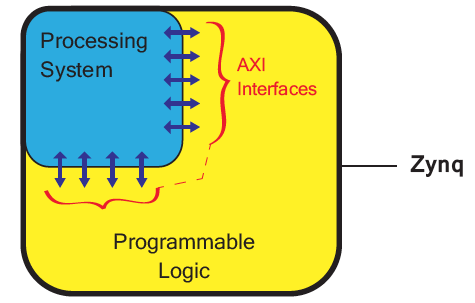 Processing
System
AXI
Interfaces
Zynq
Programmable
Logic